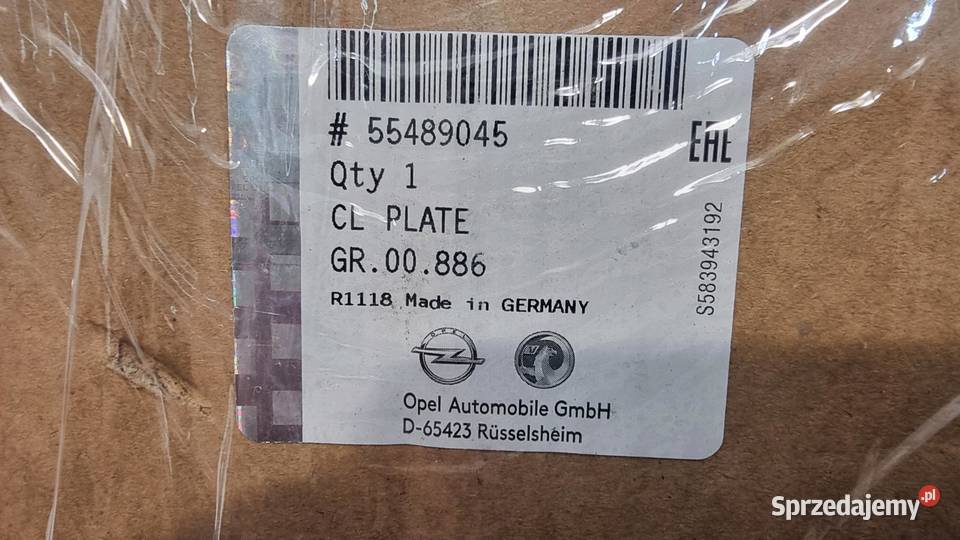 # 55489045
Qty 1
CL PLATE
GR.00.886
R1118 Made in GERMANY
EAC
S583943192
OPEL
Opel Automobile GmbH
D-65423 Rüsselsheim
Sprzedajemy.pl